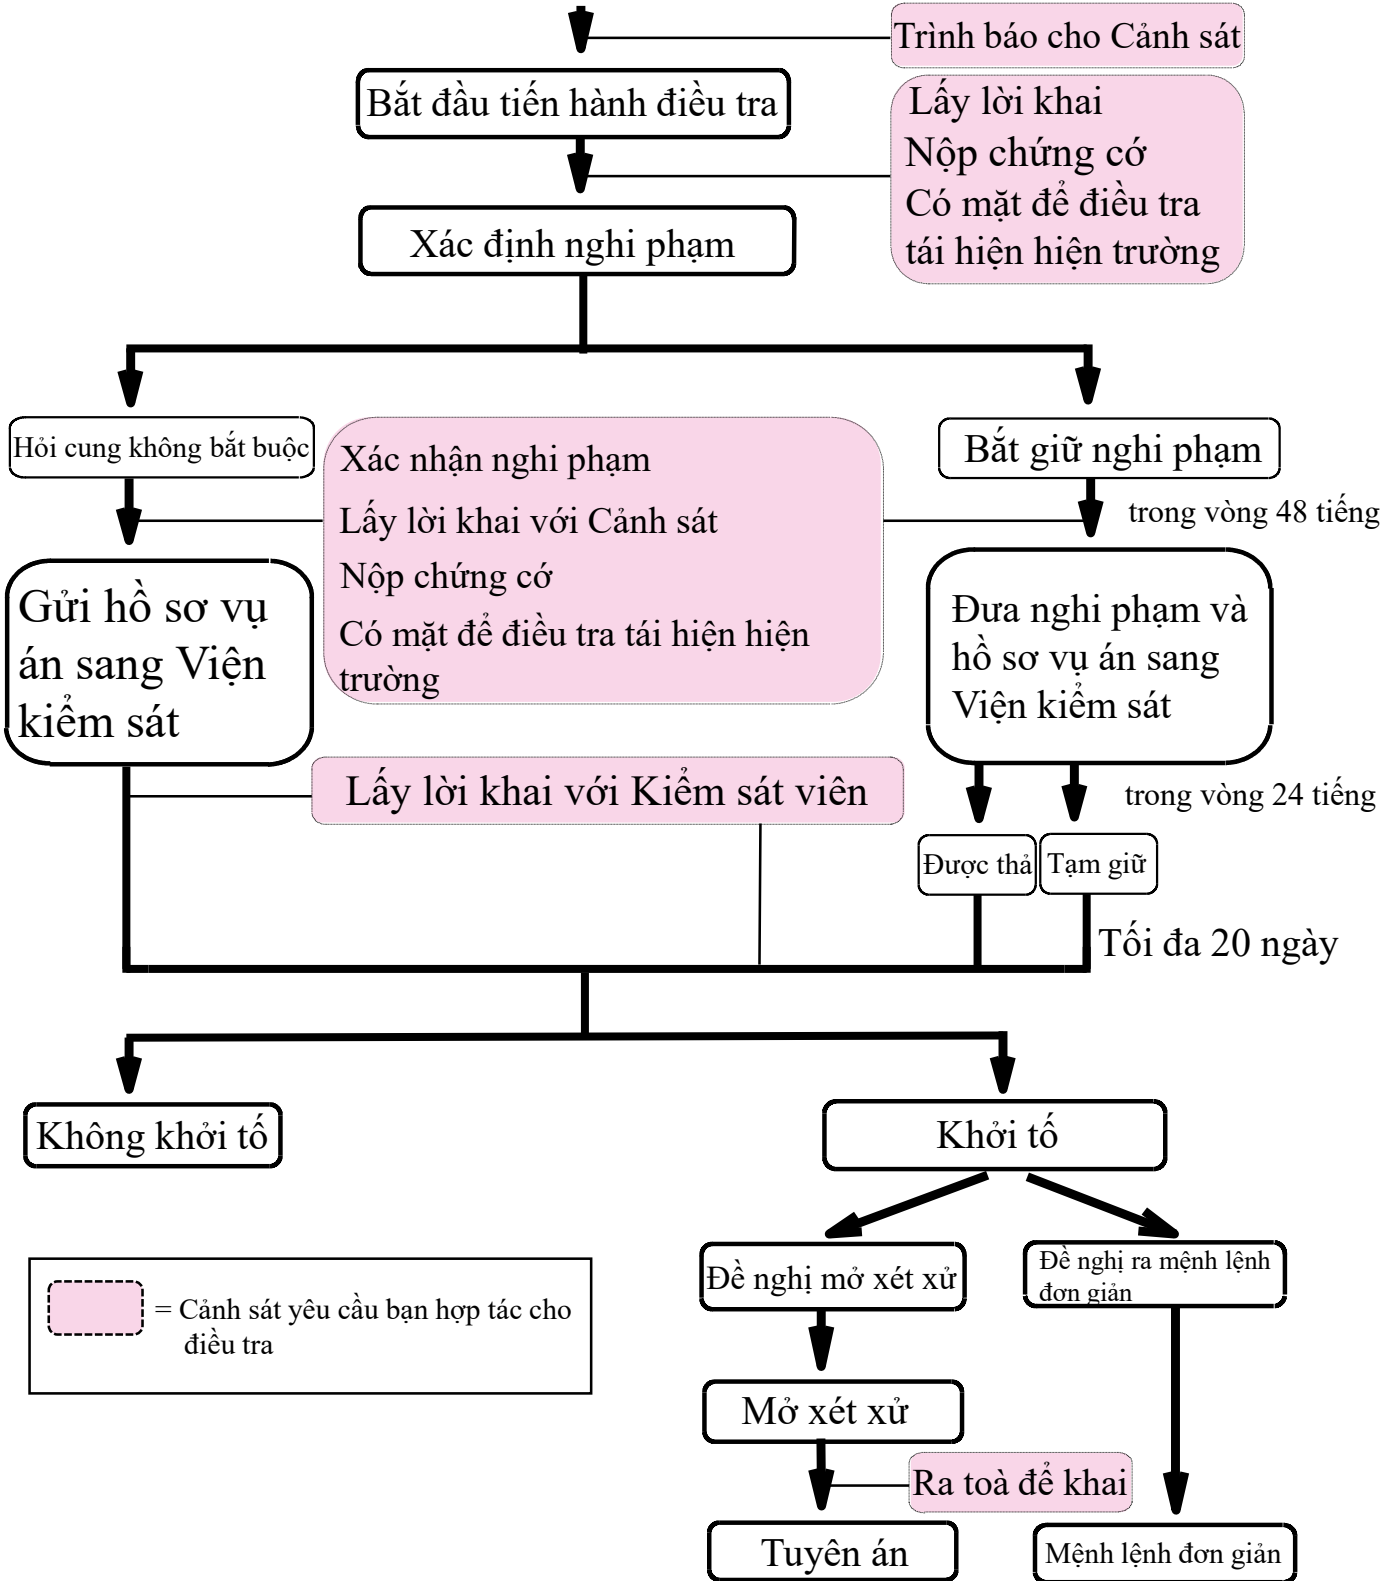 Trình báo cho Cảnh sát
Bắt đầu tiến hành điều tra
Lấy lời khai
Nộp chứng cớ
Có mặt để điều tra
tái hiện hiện trường
Xác định nghi phạm
Hỏi cung không bắt buộc
Xác nhận nghi phạm
Lấy lời khai với Cảnh sát
Nộp chứng cớ
Có mặt để điều tra tái hiện hiện
trường
Bắt giữ nghi phạm
trong vòng 48 tiếng
Gửi hồ sơ vụ
án sang Viện
kiểm sát
Đưa nghi phạm và
hồ sơ vụ án sang
Viện kiểm sát
Lấy lời khai với Kiểm sát viên
trong vòng 24 tiếng
Được thả
Tạm giữ
Tối đa 20 ngày
Không khởi tố
Khởi tố
Đề nghị mở xét xử
Đề nghị ra mệnh lệnh
đơn giản
= Cảnh sát yêu cầu bạn hợp tác cho
điều tra
Mở xét xử
Ra toà để khai
Tuyên án
Mệnh lệnh đơn giản